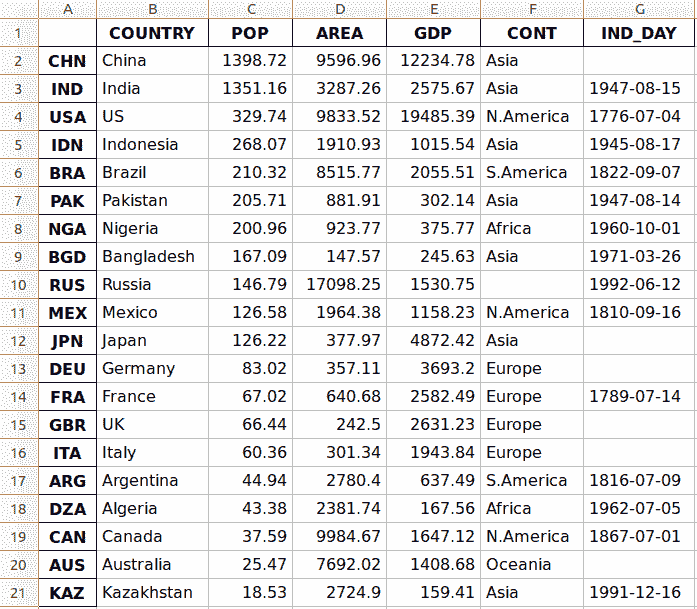 A B C D E F G
1 COUNTRY POP AREA GDP CONT IND_DAY
2 CHN China 1398.72 9596.96 12234.78 Asia
3 IND India 1351.16 3287.26 2575.67 Asia 1947-08-15
4 USA US 329.74 9833.52 19485.39 N.America 1776-07-04
5 IDN Indonesia 268.07 1910.93 1015.54 Asia 1945-08-17
6 BRA Brazil 210.32 8515.77 2055.51 S.America 1822-09-07
7 PAK Pakistan 205.71 881.91 302.14 Asia 1947-08-14
8 NGA Nigeria 200.96 923.77 375.77 Africa 1960-10-01
9 BGD Bangladesh 167.09 147.57 245.63 Asia 1971-03-26
10 RUS Russia 146.79 17098.25 1530.75 1992-06-12
11 MEX Mexico 126.58 1964.38 1158.23 N.America 1810-09-16
12 JPN Japan 126.22 377.97 4872.42 Asia
13 DEU Germany 83.02 357.11 3693.2 Europe
14 FRA France 67.02 640.68 2582.49 Europe 1789-07-14
15 GBR UK 66.44 242.5 2631.23 Europe
16 ITA Italy 60.36 301.34 1943.84 Europe
17 ARG Argentina 44.94 2780.4 637.49 S.America 1816-07-09
18 DZA Algeria 43.38 2381.74 167.56 Africa 1962-07-05
19 CAN Canada 37.59 9984.67 1647.12 N.America 1867-07-01
20 AUS Australia 25.47 7692.02 1408.68 Oceania
21 KAZ Kazakhstan 18.53 2724.9 159.41 Asia 1991-12-16